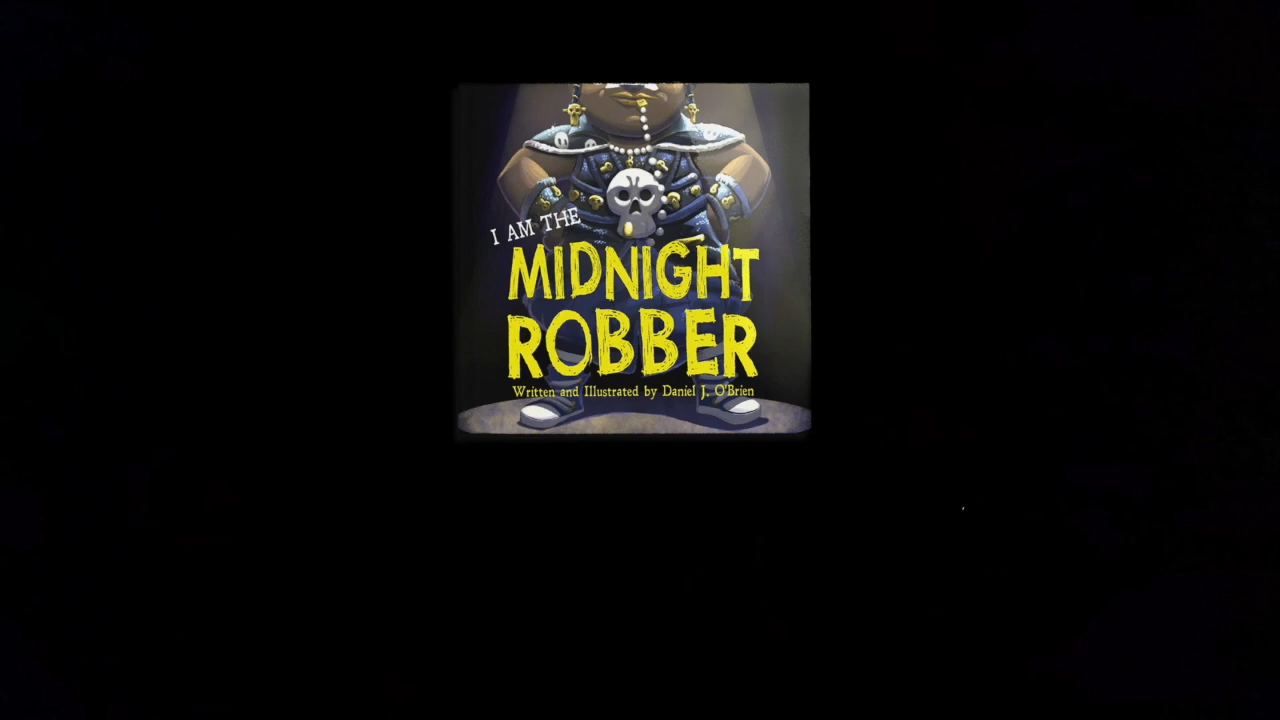 I AM THE
MIDNIGHT
ROBBER
Written and Illustrated by Daniel J. O'Brien